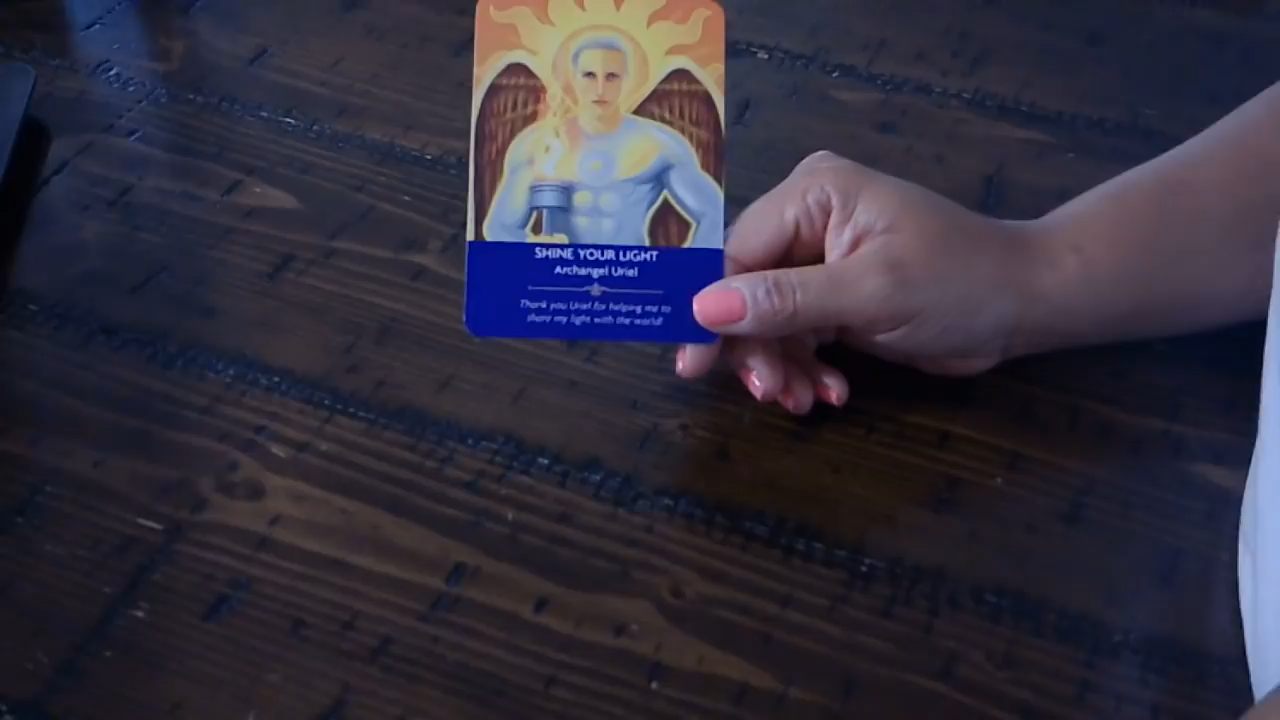 SHINE YOUR LIGHT
Archangel Uriel
Thank you Uriel for helping me to
share my light with the world!